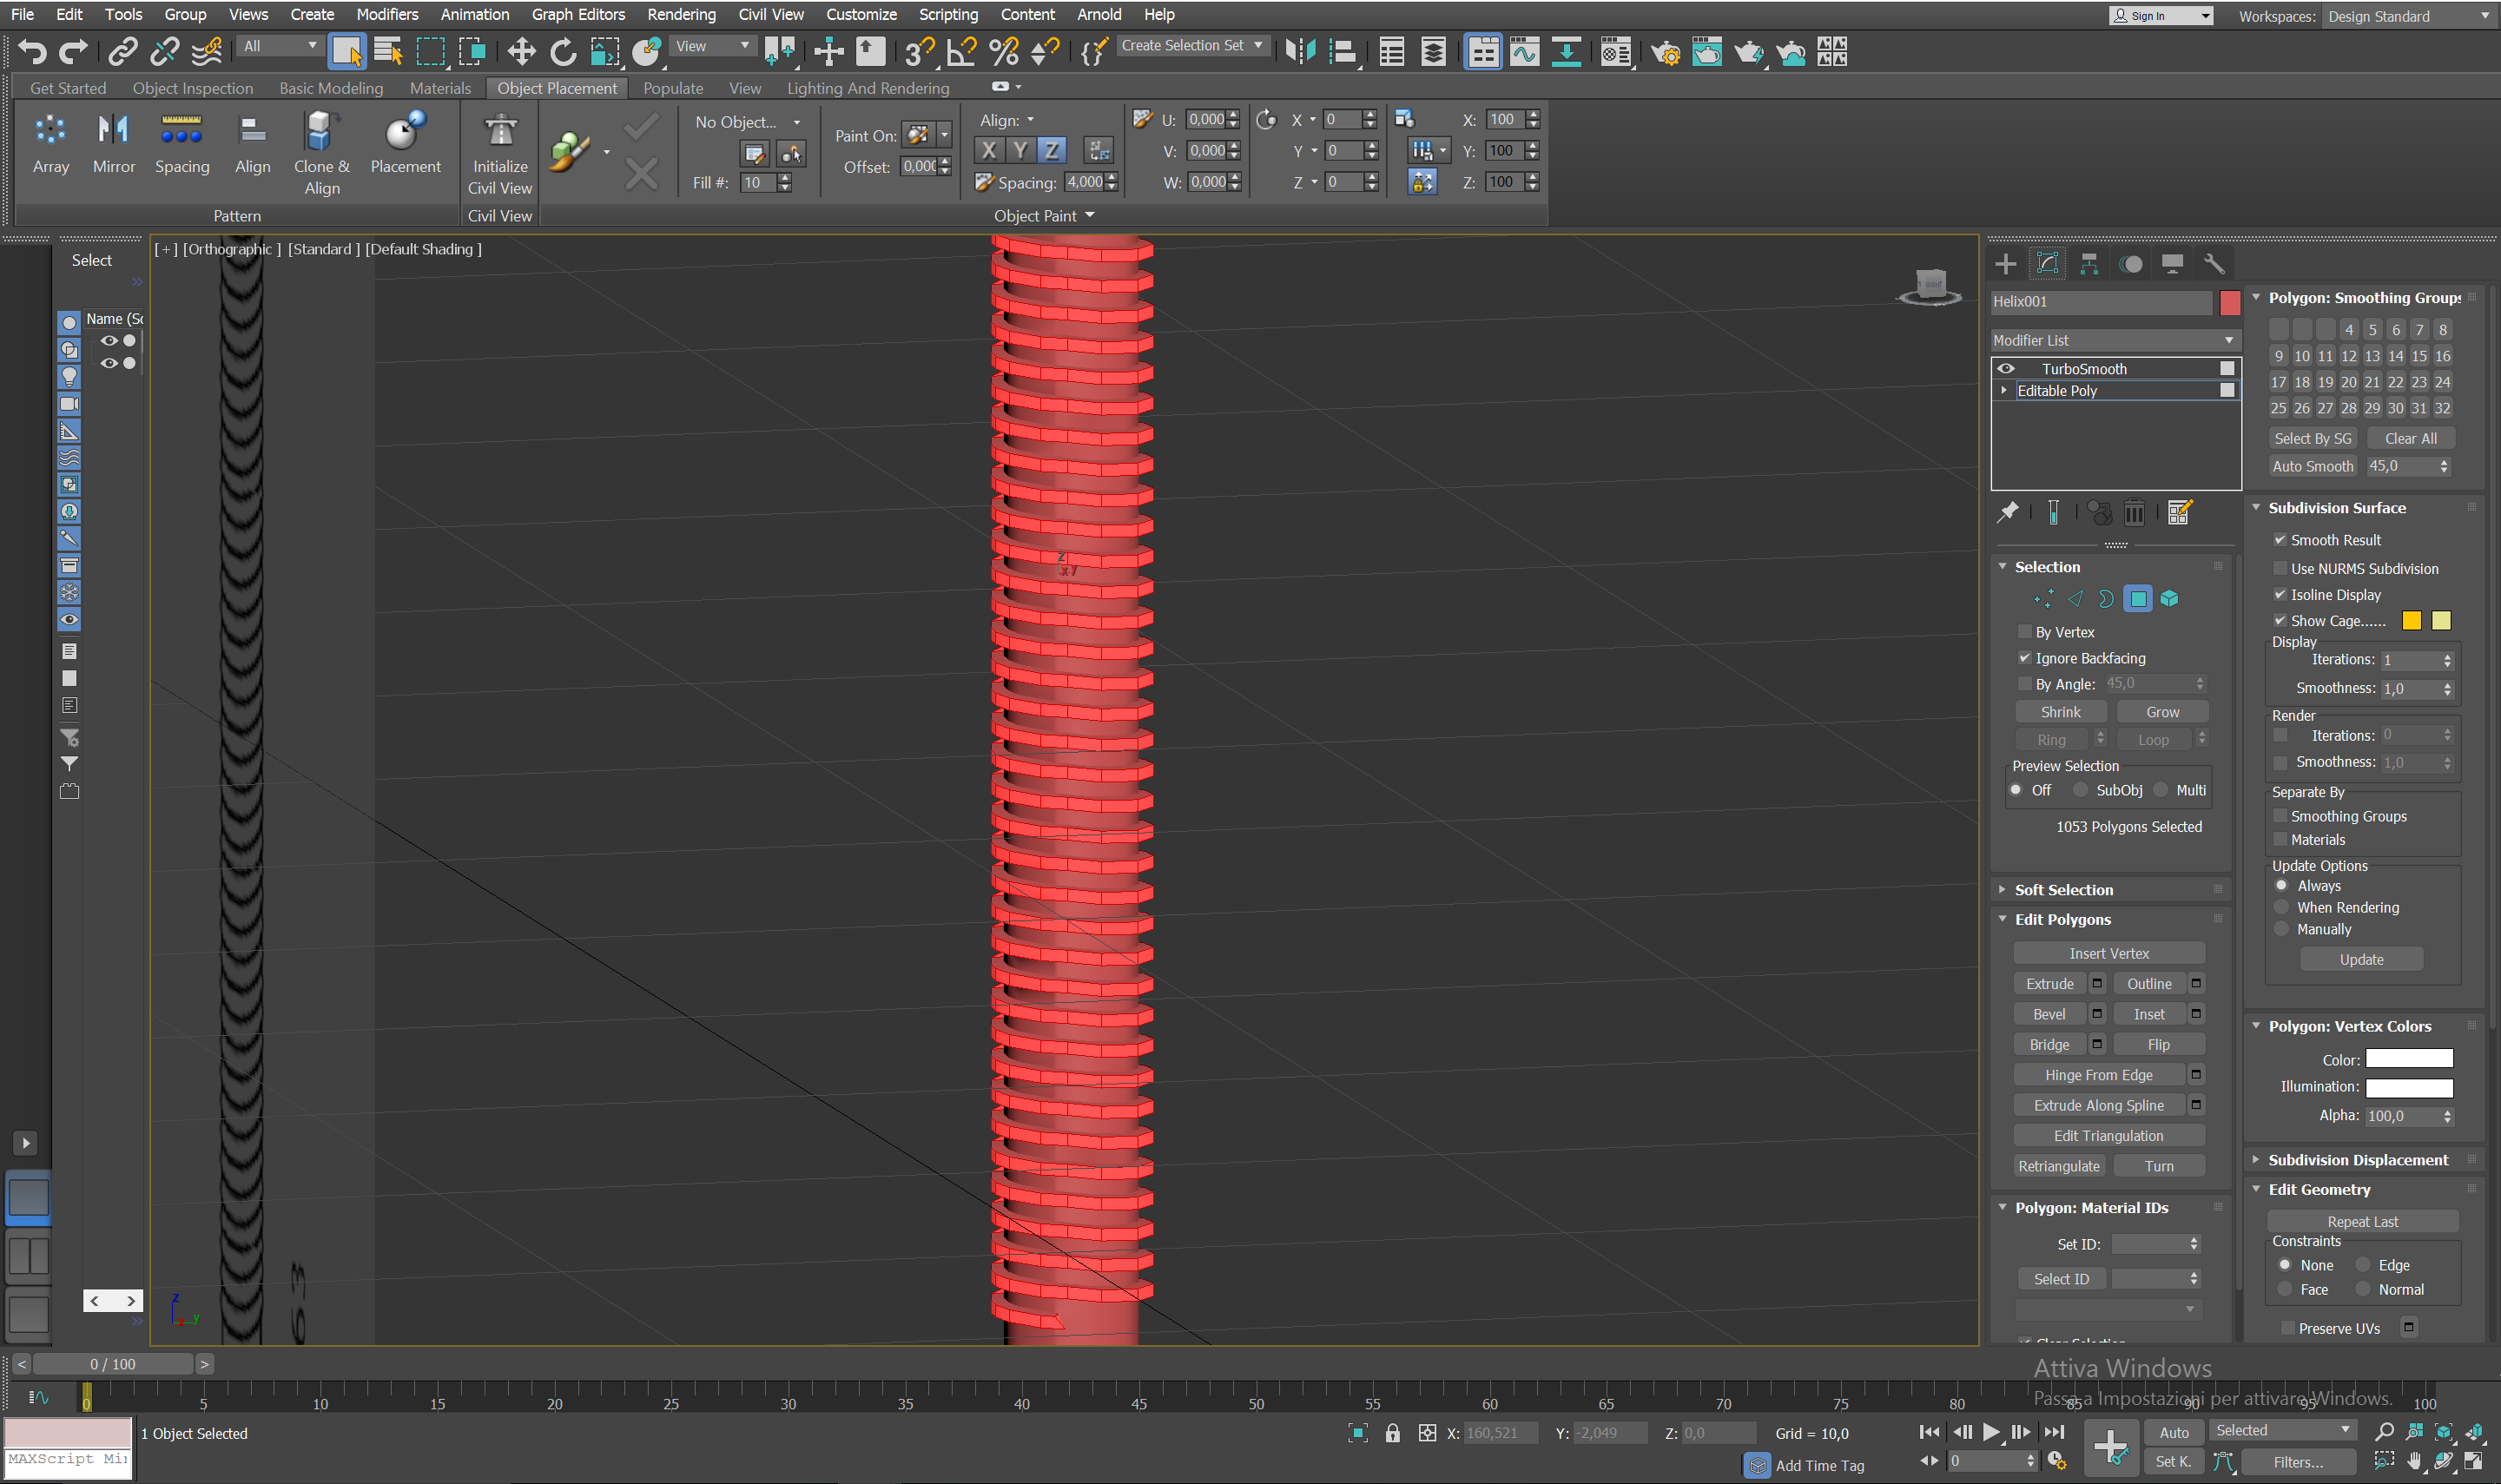 File Edit Tools Group Views Create Modifiers Animation Graph Editors Rendering Civil View Customize Scripting Content Arnold Help
Sign In
Workspaces: Design Standard
All
View
Create Selection Set
Get Started Object Inspection Basic Modeling Materials Object Placement Populate View Lighting And Rendering
Array Mirror Spacing Align Clone & Align Placement
Initialize Civil View
No Object...
Fill #: 10
Paint On:
Offset: 0,000
Align:
X Y Z
Spacing: 4,000
U: 0,000
V: 0,000
W: 0,000
X 0
Y 0
Z 0
X: 100
Y: 100
Z: 100
Pattern Civil View Object Paint
Select
Name (So
[+] [Orthographic ] [Standard ] [Default Shading ]
63
z
x y
Z
y
Helix001
Modifier List
TurboSmooth
Editable Poly
Selection
By Vertex
Ignore Backfacing
By Angle: 45,0
Shrink Grow
Ring Loop
Preview Selection
Off SubObj Multi
1053 Polygons Selected
Soft Selection
Edit Polygons
Insert Vertex
Extrude Outline
Bevel Inset
Bridge Flip
Hinge From Edge
Extrude Along Spline
Edit Triangulation
Retriangulate Turn
Polygon: Material IDs
Set ID:
Select ID
Polygon: Smoothing Groups
4 5 6 7 8
9 10 11 12 13 14 15 16
17 18 19 20 21 22 23 24
25 26 27 28 29 30 31 32
Select By SG Clear All
Auto Smooth 45,0
Subdivision Surface
Smooth Result
Use NURMS Subdivision
Isoline Display
Show Cage......
Display
Iterations: 1
Smoothness: 1,0
Render
Iterations: 0
Smoothness: 1,0
Separate By
Smoothing Groups
Materials
Update Options
Always
When Rendering
Manually
Update
Polygon: Vertex Colors
Color:
Illumination:
Alpha: 100,0
Subdivision Displacement
Edit Geometry
Repeat Last
Constraints
None Edge
Face Normal
Preserve UVs
< 0 / 100 >
Attiva Windows
Passa a Impostazioni per attivare Windows.
0 5 10 15 20 25 30 35 40 45 50 55 60 65 70 75 80 85 90 95 100
MAXScript Mi
1 Object Selected
X: 160,521 Y: -2,049 Z: 0,0 Grid = 10,0
Add Time Tag
0
Auto Selected
Set K. Filters...